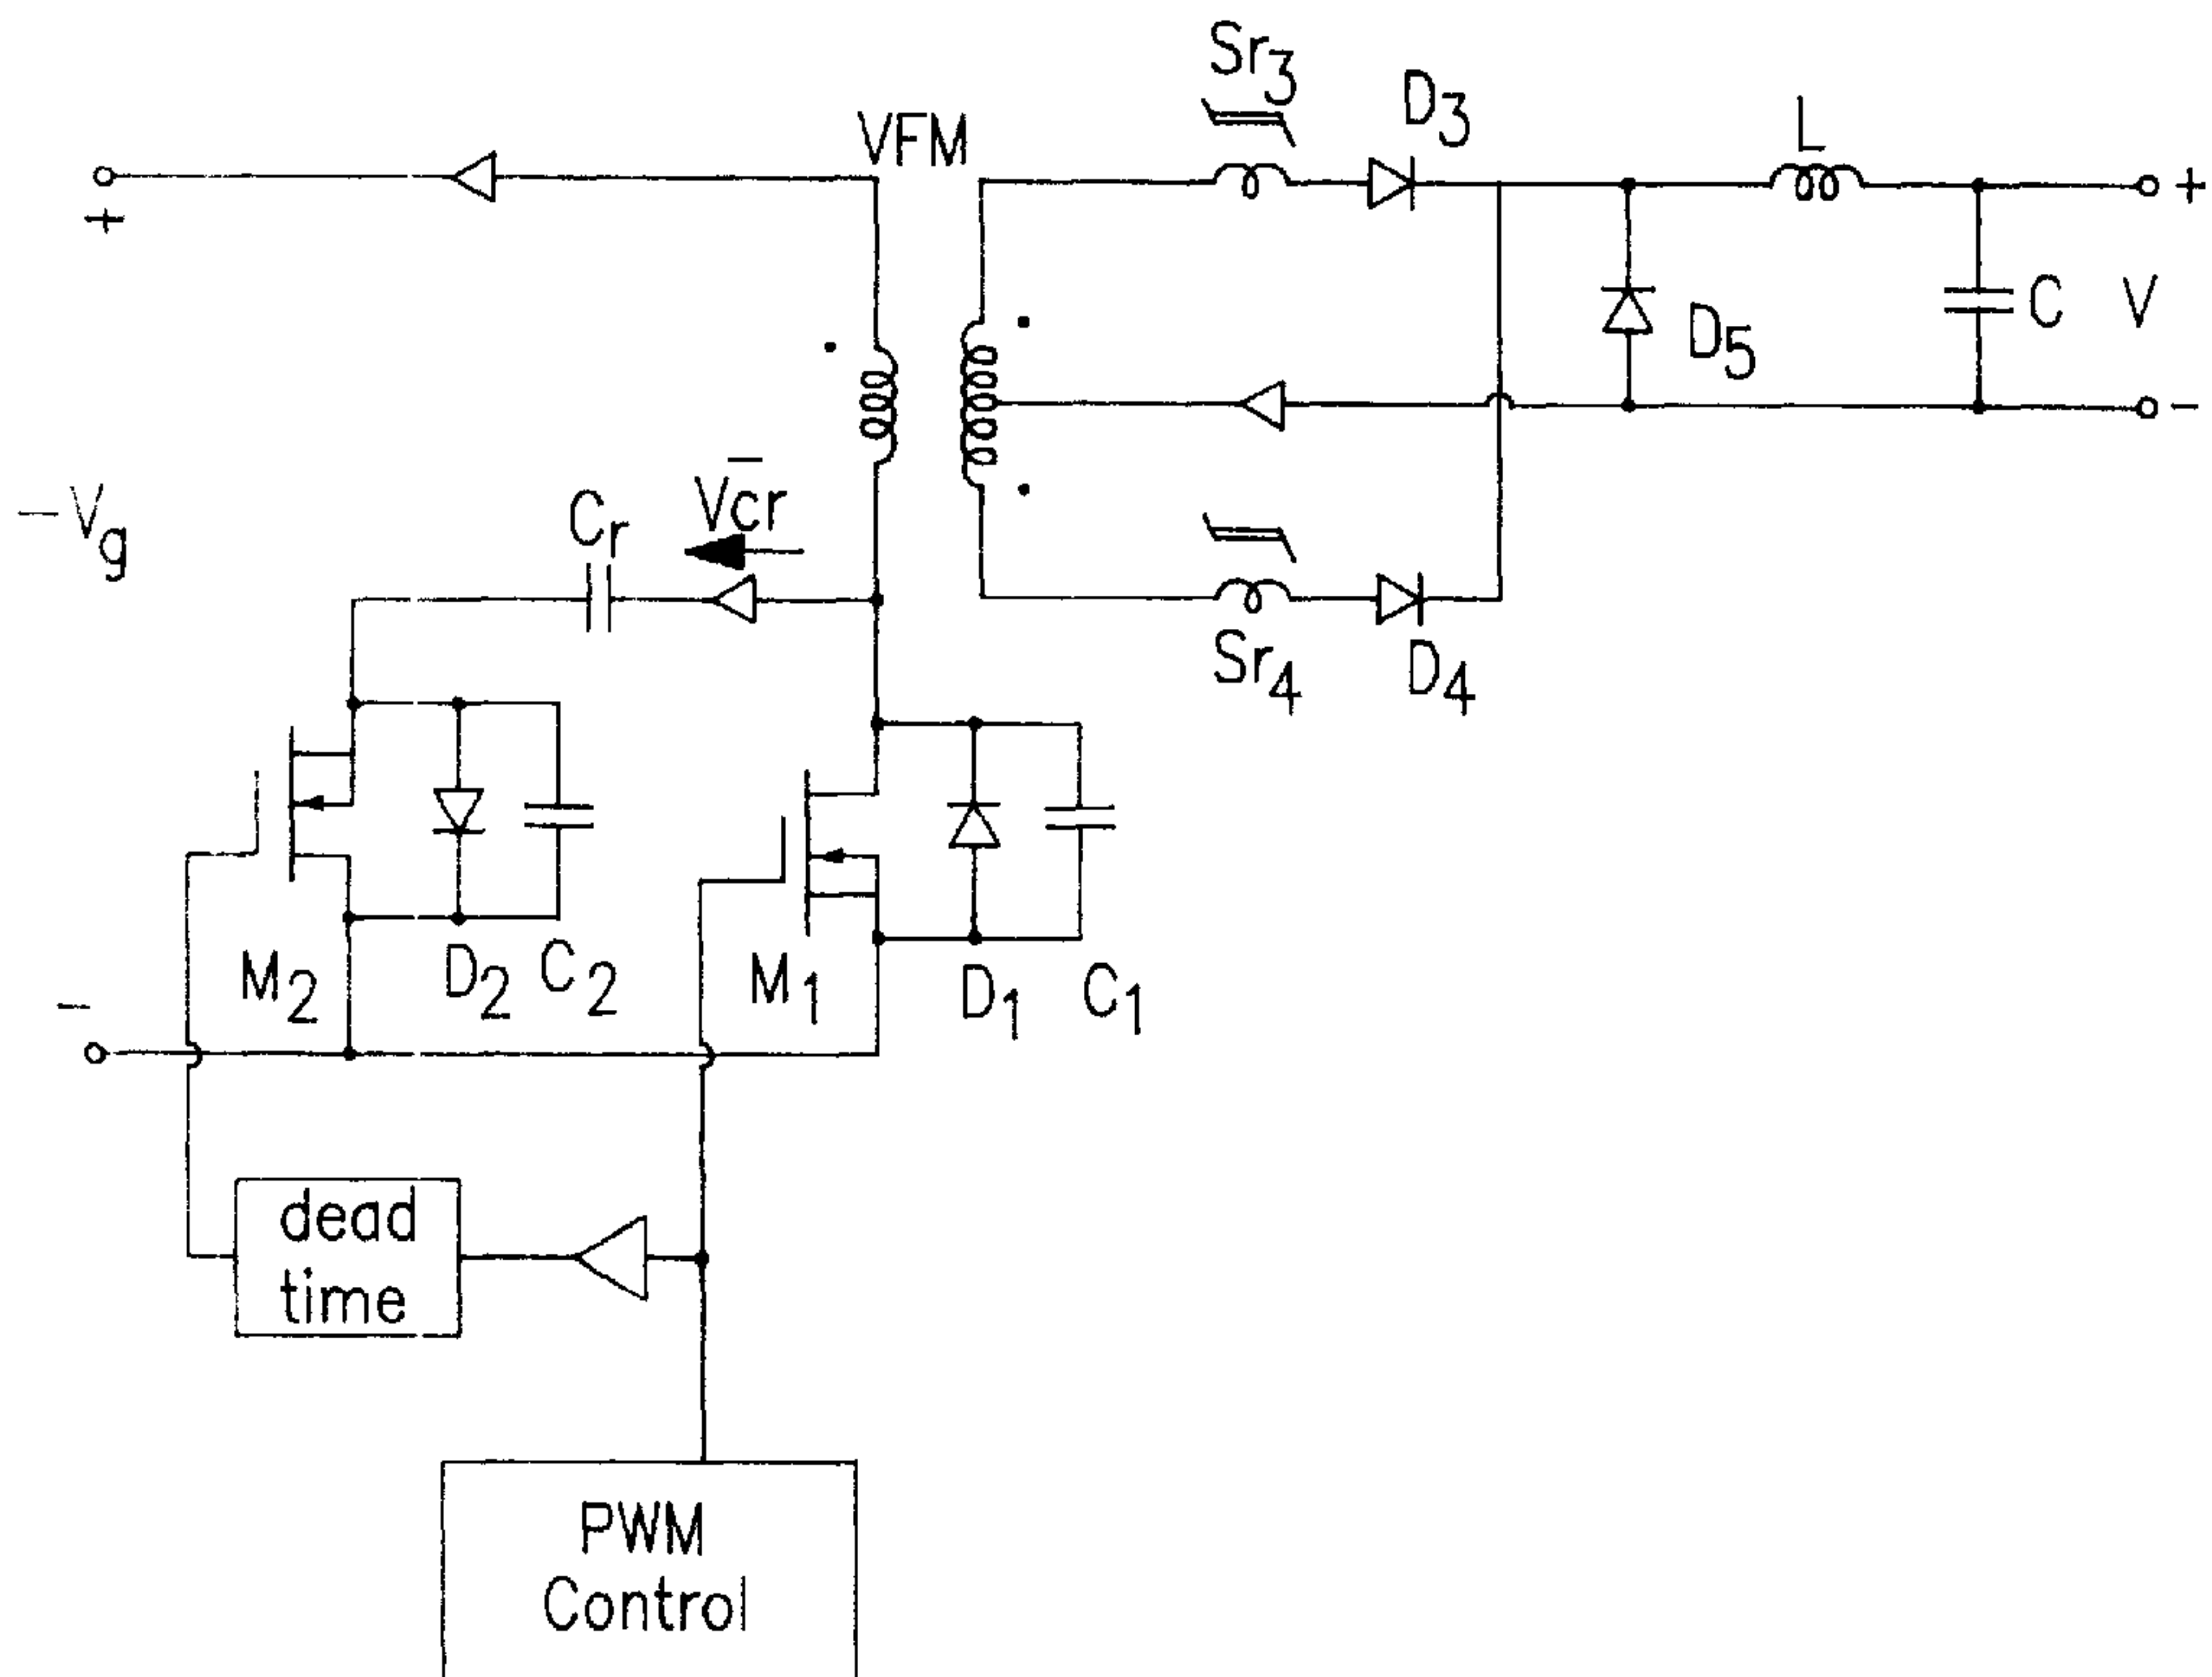 Sr3
D3
L
VFM
+
+
D5
C
V
-
-Vg
Cr
Vcr
Sr4
D4
M2
D2
C2
M1
D1
C1
-
dead
time
PWM
Control